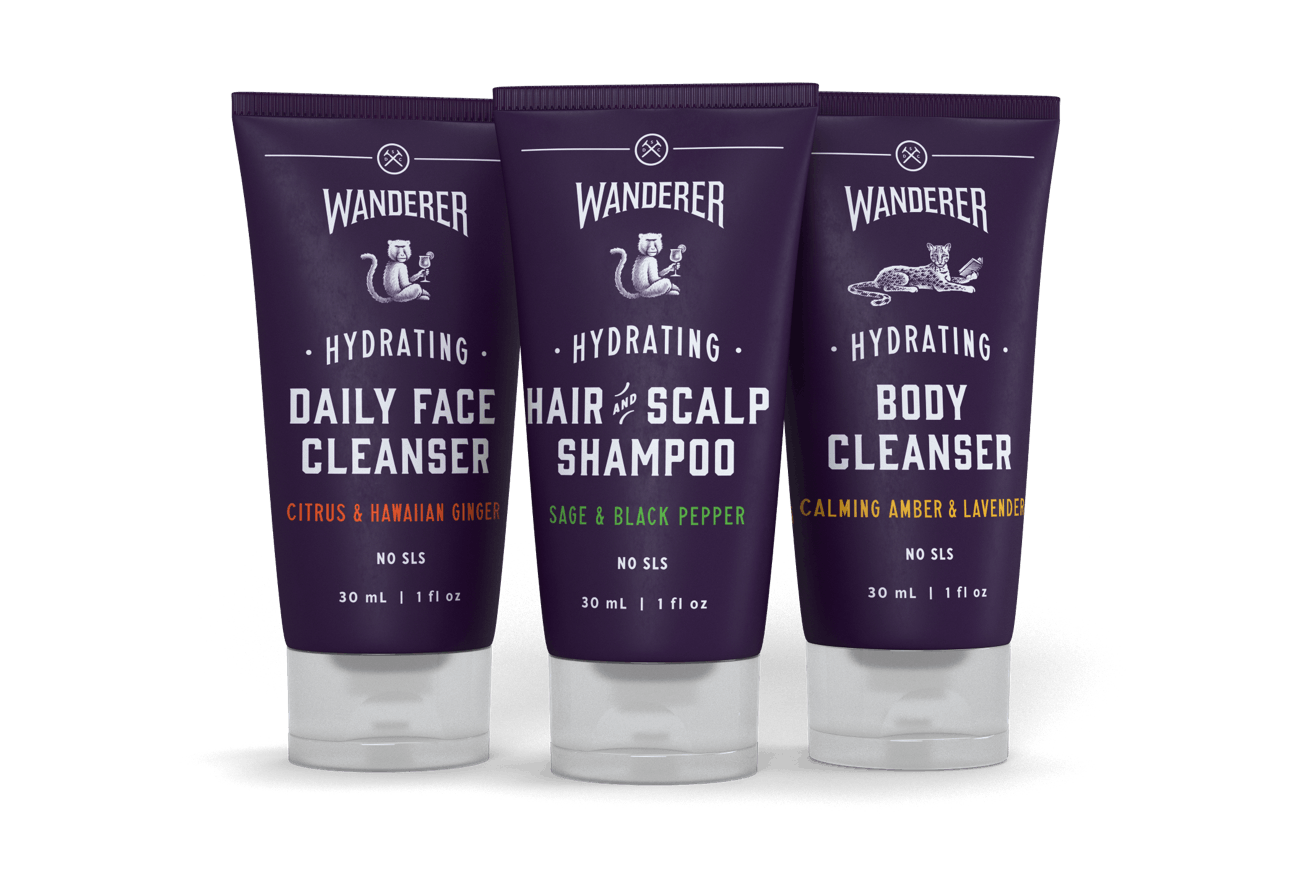 WANDERER
· HYDRATING ·
DAILY FACE
CLEANSER
CITRUS & HAWAIIAN GINGER
NO SLS
30 mL | 1 fl oz
WANDERER
· HYDRATING ·
HAIR AND SCALP
SHAMPOO
SAGE & BLACK PEPPER
NO SLS
30 mL | 1 fl oz
WANDERER
· HYDRATING ·
BODY
CLEANSER
CALMING AMBER & LAVENDER
NO SLS
30 mL | 1 fl oz